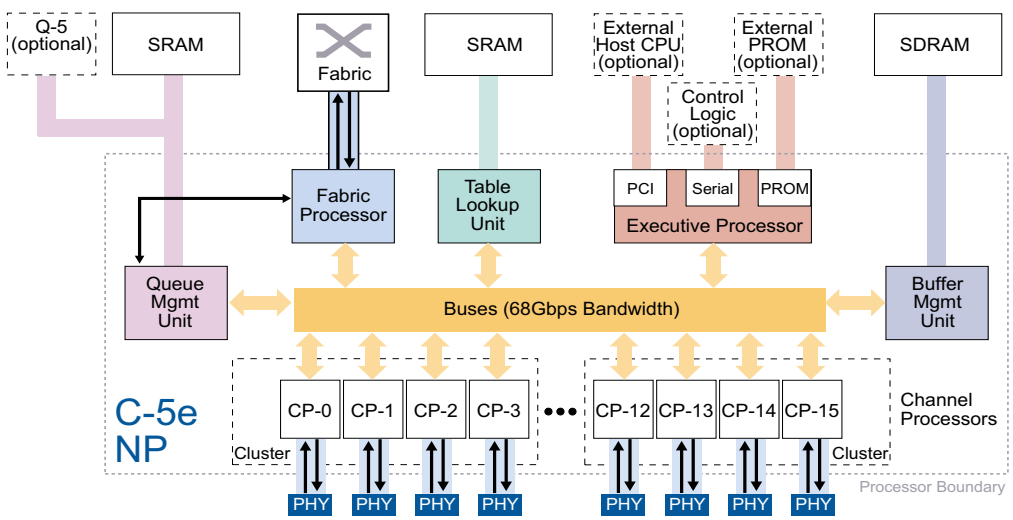 Q-5
(optional)
SRAM
Fabric
SRAM
External
Host CPU
(optional)
External
PROM
(optional)
SDRAM
Control
Logic
(optional)
PCI
Serial
PROM
Fabric
Processor
Table
Lookup
Unit
Executive Processor
Queue
Mgmt
Unit
Buses (68Gbps Bandwidth)
Buffer
Mgmt
Unit
C-5e
NP
CP-0
CP-1
CP-2
CP-3
CP-12
CP-13
CP-14
CP-15
Channel
Processors
Cluster
Cluster
Processor Boundary
PHY
PHY
PHY
PHY
PHY
PHY
PHY
PHY